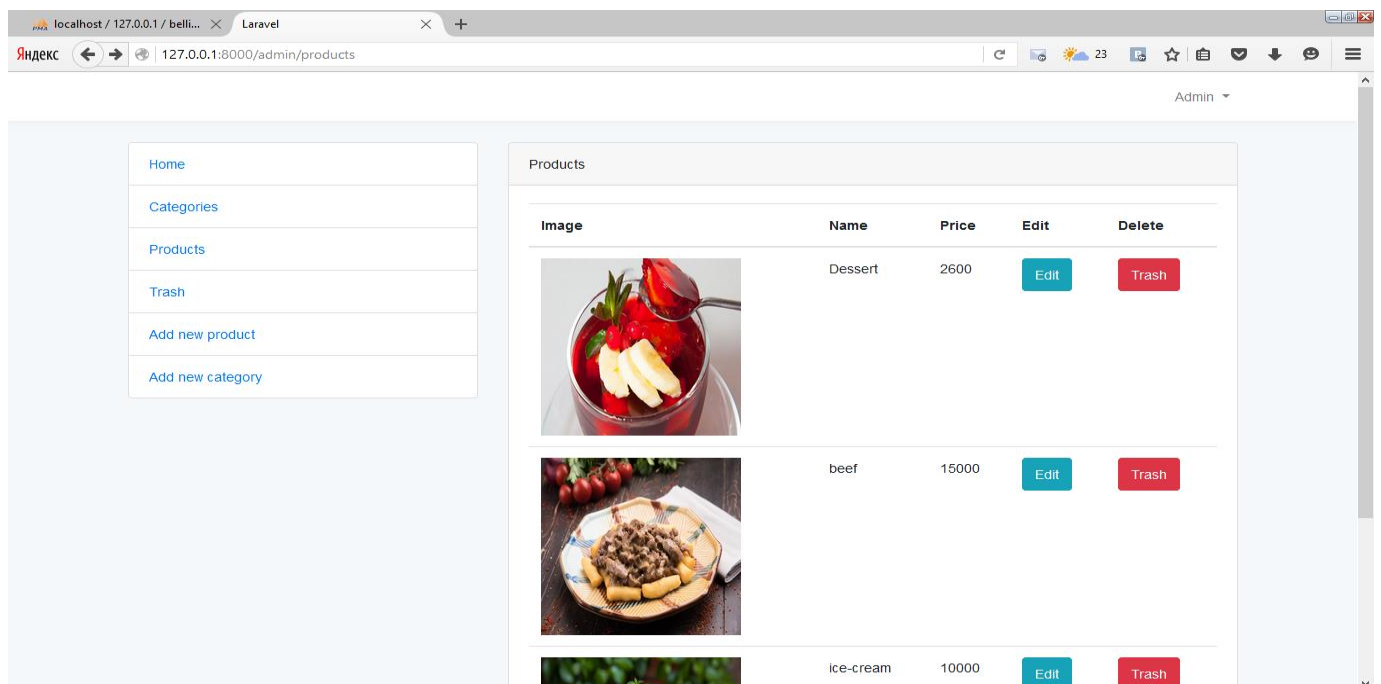 localhost / 127.0.0.1 / belli... Laravel
Яндекс 127.0.0.1:8000/admin/products 23
Admin
Home
Categories
Products
Trash
Add new product
Add new category
Products
Image Name Price Edit Delete
Dessert 2600 Edit Trash
beef 15000 Edit Trash
ice-cream 10000 Edit Trash